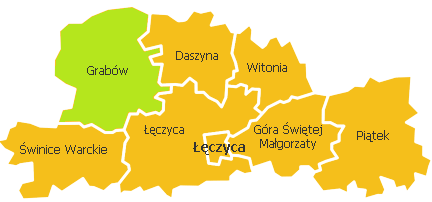 Daszyna
Witonia
Grabów
Łęczyca
Góra Świętej
Małgorzaty
Piątek
Łęczyca
Świnice Warckie